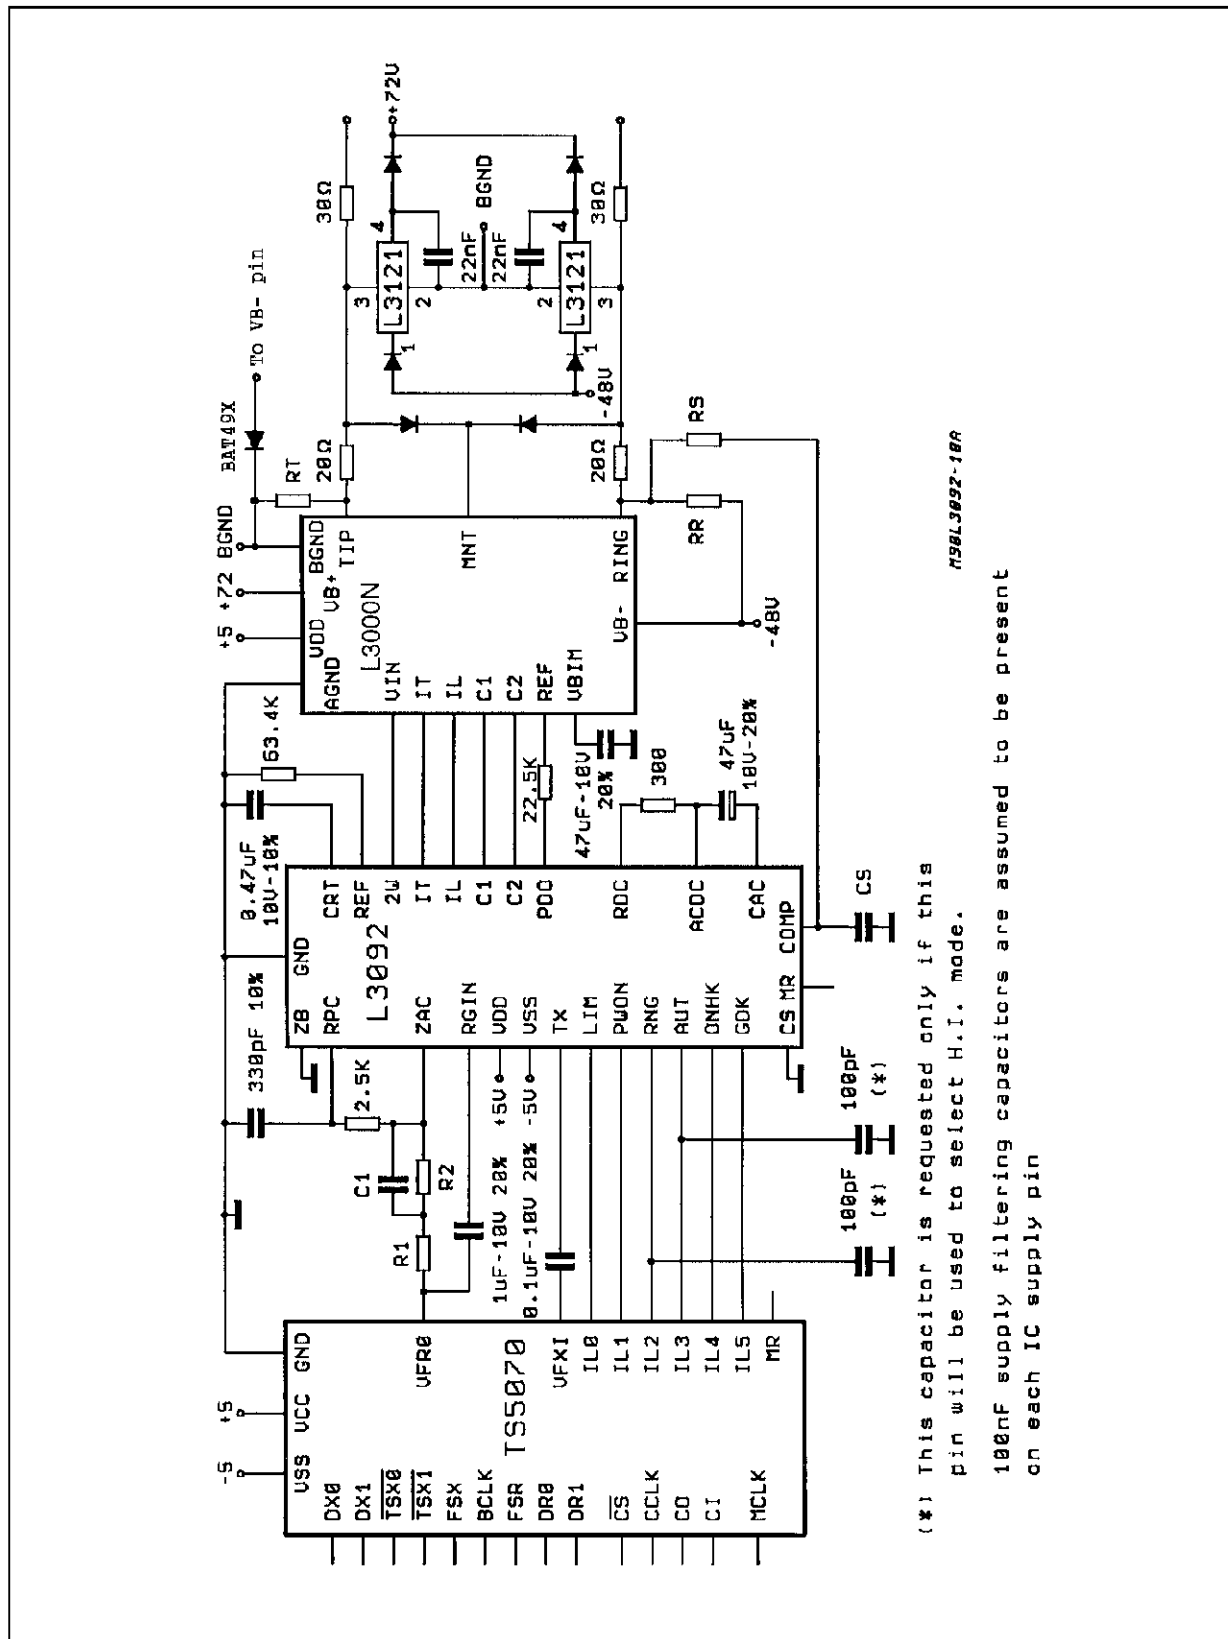 -5
+5
VSS
VCC
GND
DX0
DX1
TSX0
TSX1
FSX
BCLK
FSR
DR0
DR1
CS
CCLK
CO
CI
MCLK
TS5070
VFR0
VFXI
IL0
IL1
IL2
IL3
IL4
IL5
MR
R1
C1
R2
330pF 10%
2.5K
1uF-10V 20%
0.1uF-10V 20%
+5V
-5V
100pF
(*)
100pF
(*)
ZB
GND
RPC
L3092
ZAC
RGIN
VDD
VSS
TX
LIM
PWON
RNG
AUT
ONHK
GDK
CS
MR
COMP
CRT
REF
2W
IT
IL
C1
C2
PDO
RDC
ACDC
CAC
CS
0.47uF
10V-10%
63.4K
22.5K
47uF-10V
20%
300
47uF
10V-20%
+5
+72
BGND
AGND
VDD
VB+
BGND
L3000N
TIP
VIN
IT
IL
C1
C2
REF
VBIM
MNT
VB-
RING
-48V
BAT49X
To VB- pin
RT
20Ω
20Ω
RR
RS
30Ω
+72V
3
L3121
4
1
2
22nF
BGND
22nF
2
L3121
4
1
3
-48V
30Ω
M90L3092-10A
(*) This capacitor is requested only if this
pin will be used to select H.I. mode.
100nF supply filtering capacitors are assumed to be present
on each IC supply pin